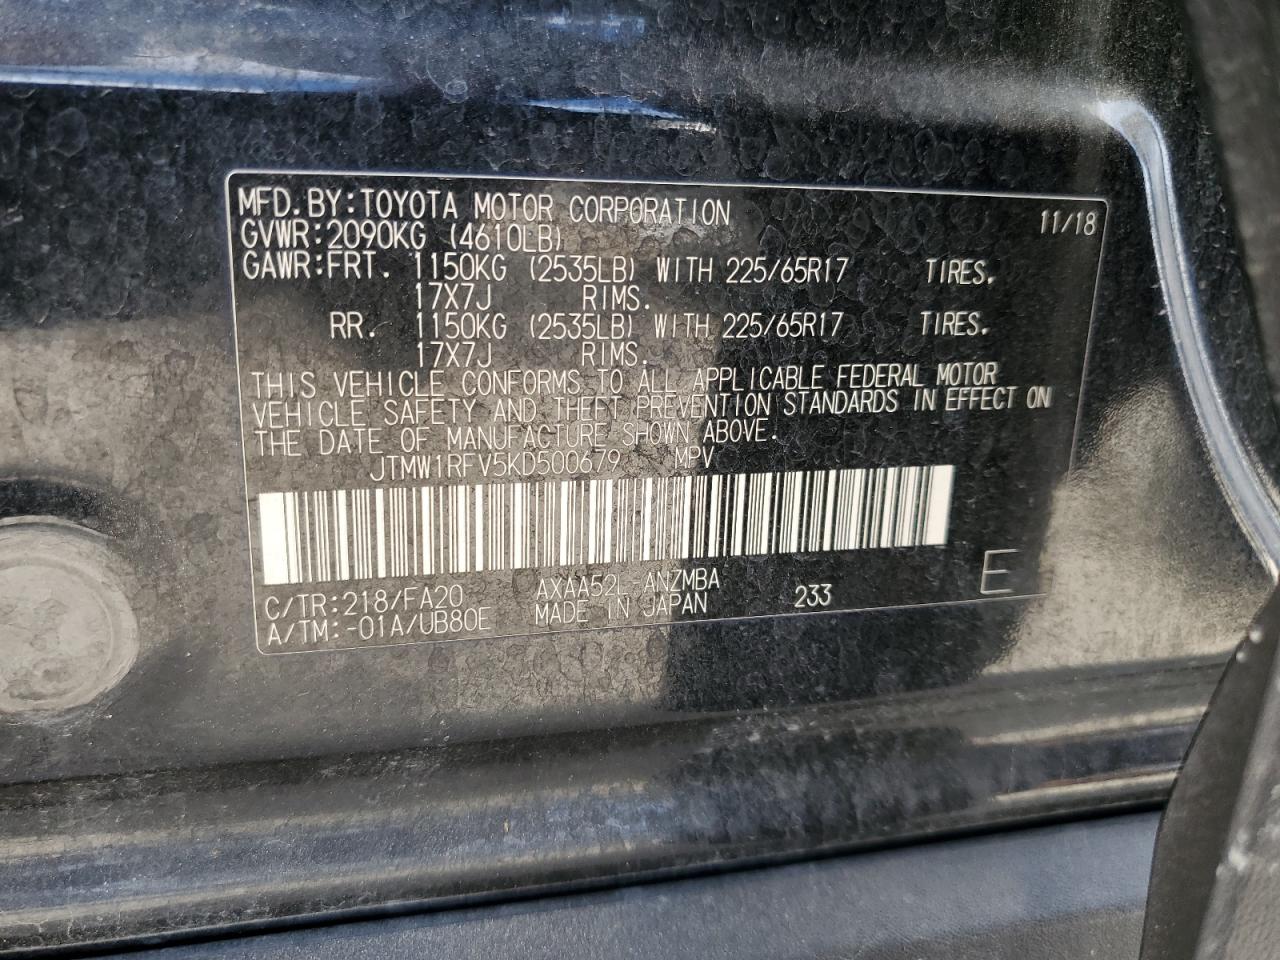 MFD.BY:TOYOTA MOTOR CORPORATION 11/18
GVWR:2090KG (4610LB)
GAWR:FRT. 1150KG (2535LB) WITH 225/65R17 TIRES.
17X7J RIMS.
RR. 1150KG (2535LB) WITH 225/65R17 TIRES.
17X7J RIMS.
THIS VEHICLE CONFORMS TO ALL APPLICABLE FEDERAL MOTOR
VEHICLE SAFETY AND THEFT PREVENTION STANDARDS IN EFFECT ON
THE DATE OF MANUFACTURE SHOWN ABOVE.
JTMW1RFV5KD500679 MPV
C/TR:218/FA20 AXAA52L-ANZMBA 233 E
A/TM:-01A/UB80E MADE IN JAPAN